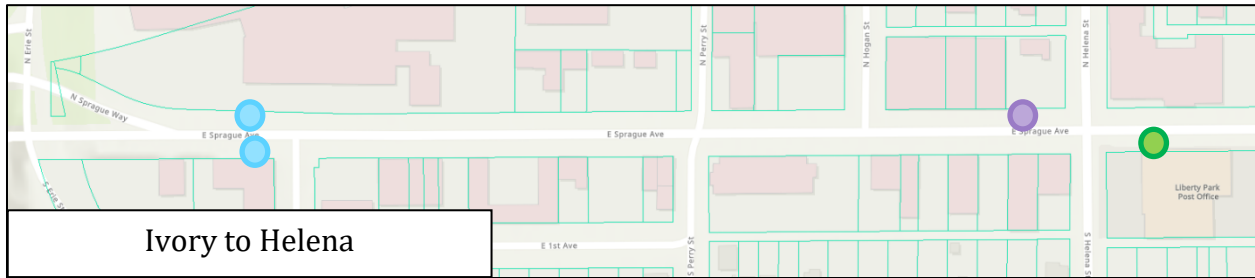 N Erie St
N Sprague Way
E Sprague Ave
S Erie St
N Perry St
E Sprague Ave
N Hogan St
E Sprague Ave
N Helena St
Liberty Park
Post Office
E 1st Ave
S Perry St
S Helena St
Ivory to Helena